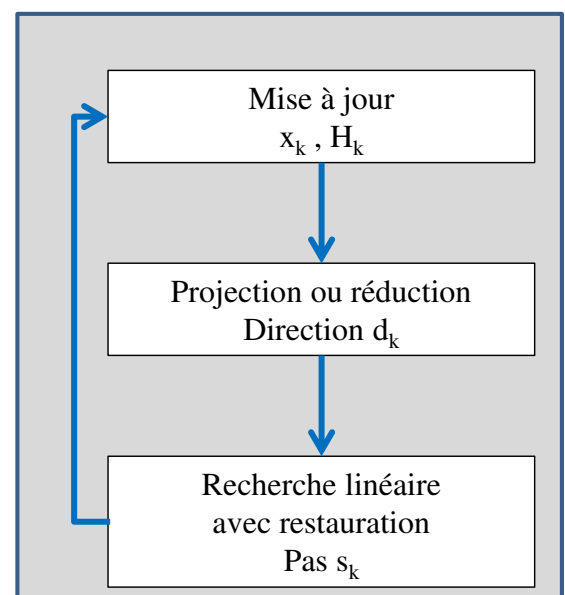 Mise à jour
x_k , H_k
Projection ou réduction
Direction d_k
Recherche linéaire
avec restauration
Pas s_k